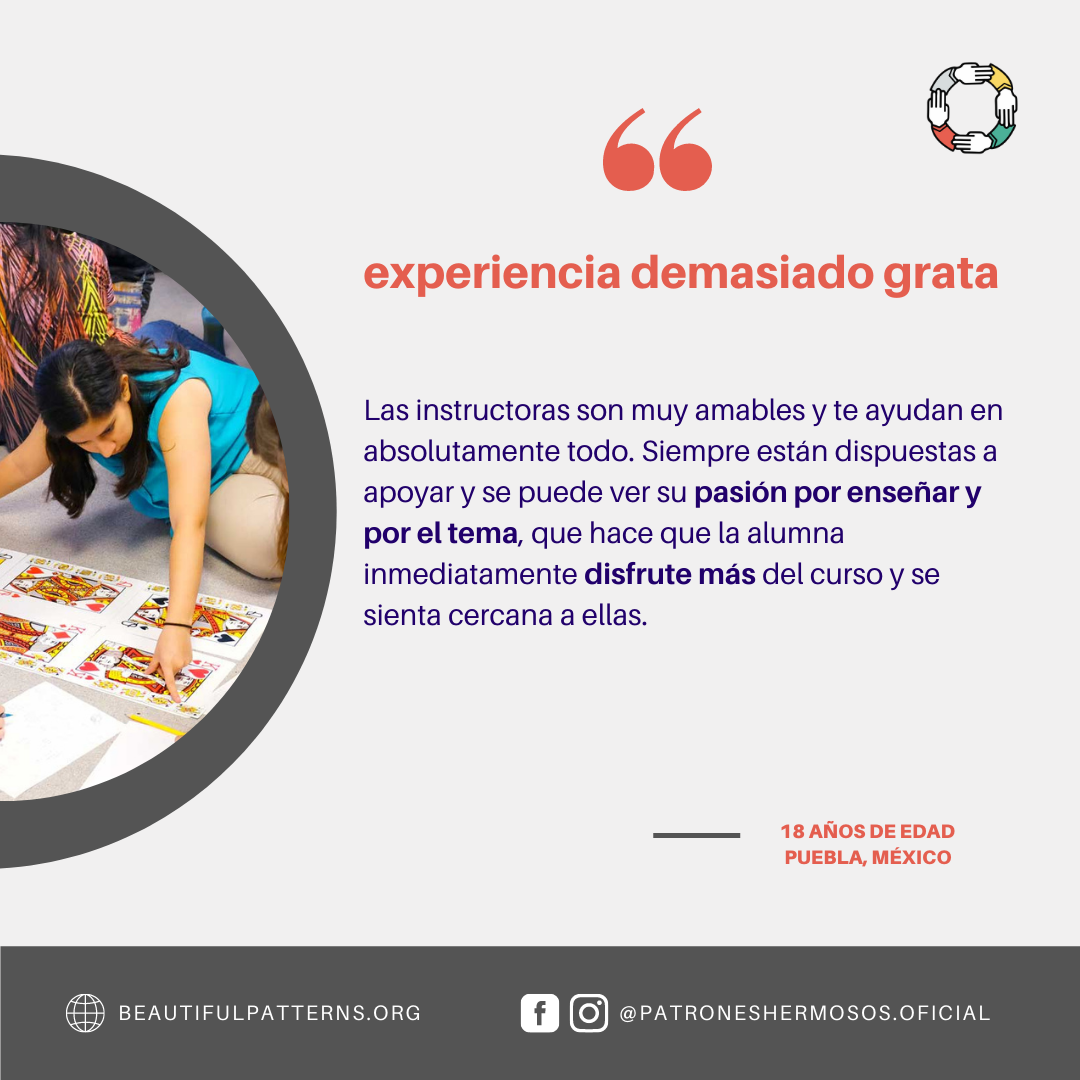 experiencia demasiado grata
Las instructoras son muy amables y te ayudan en
absolutamente todo. Siempre están dispuestas a
apoyar y se puede ver su pasión por enseñar y
por el tema, que hace que la alumna
inmediatamente disfrute más del curso y se
sienta cercana a ellas.
18 AÑOS DE EDAD
PUEBLA, MÉXICO
BEAUTIFULPATTERNS.ORG
@PATRONESHERMOSOS.OFICIAL